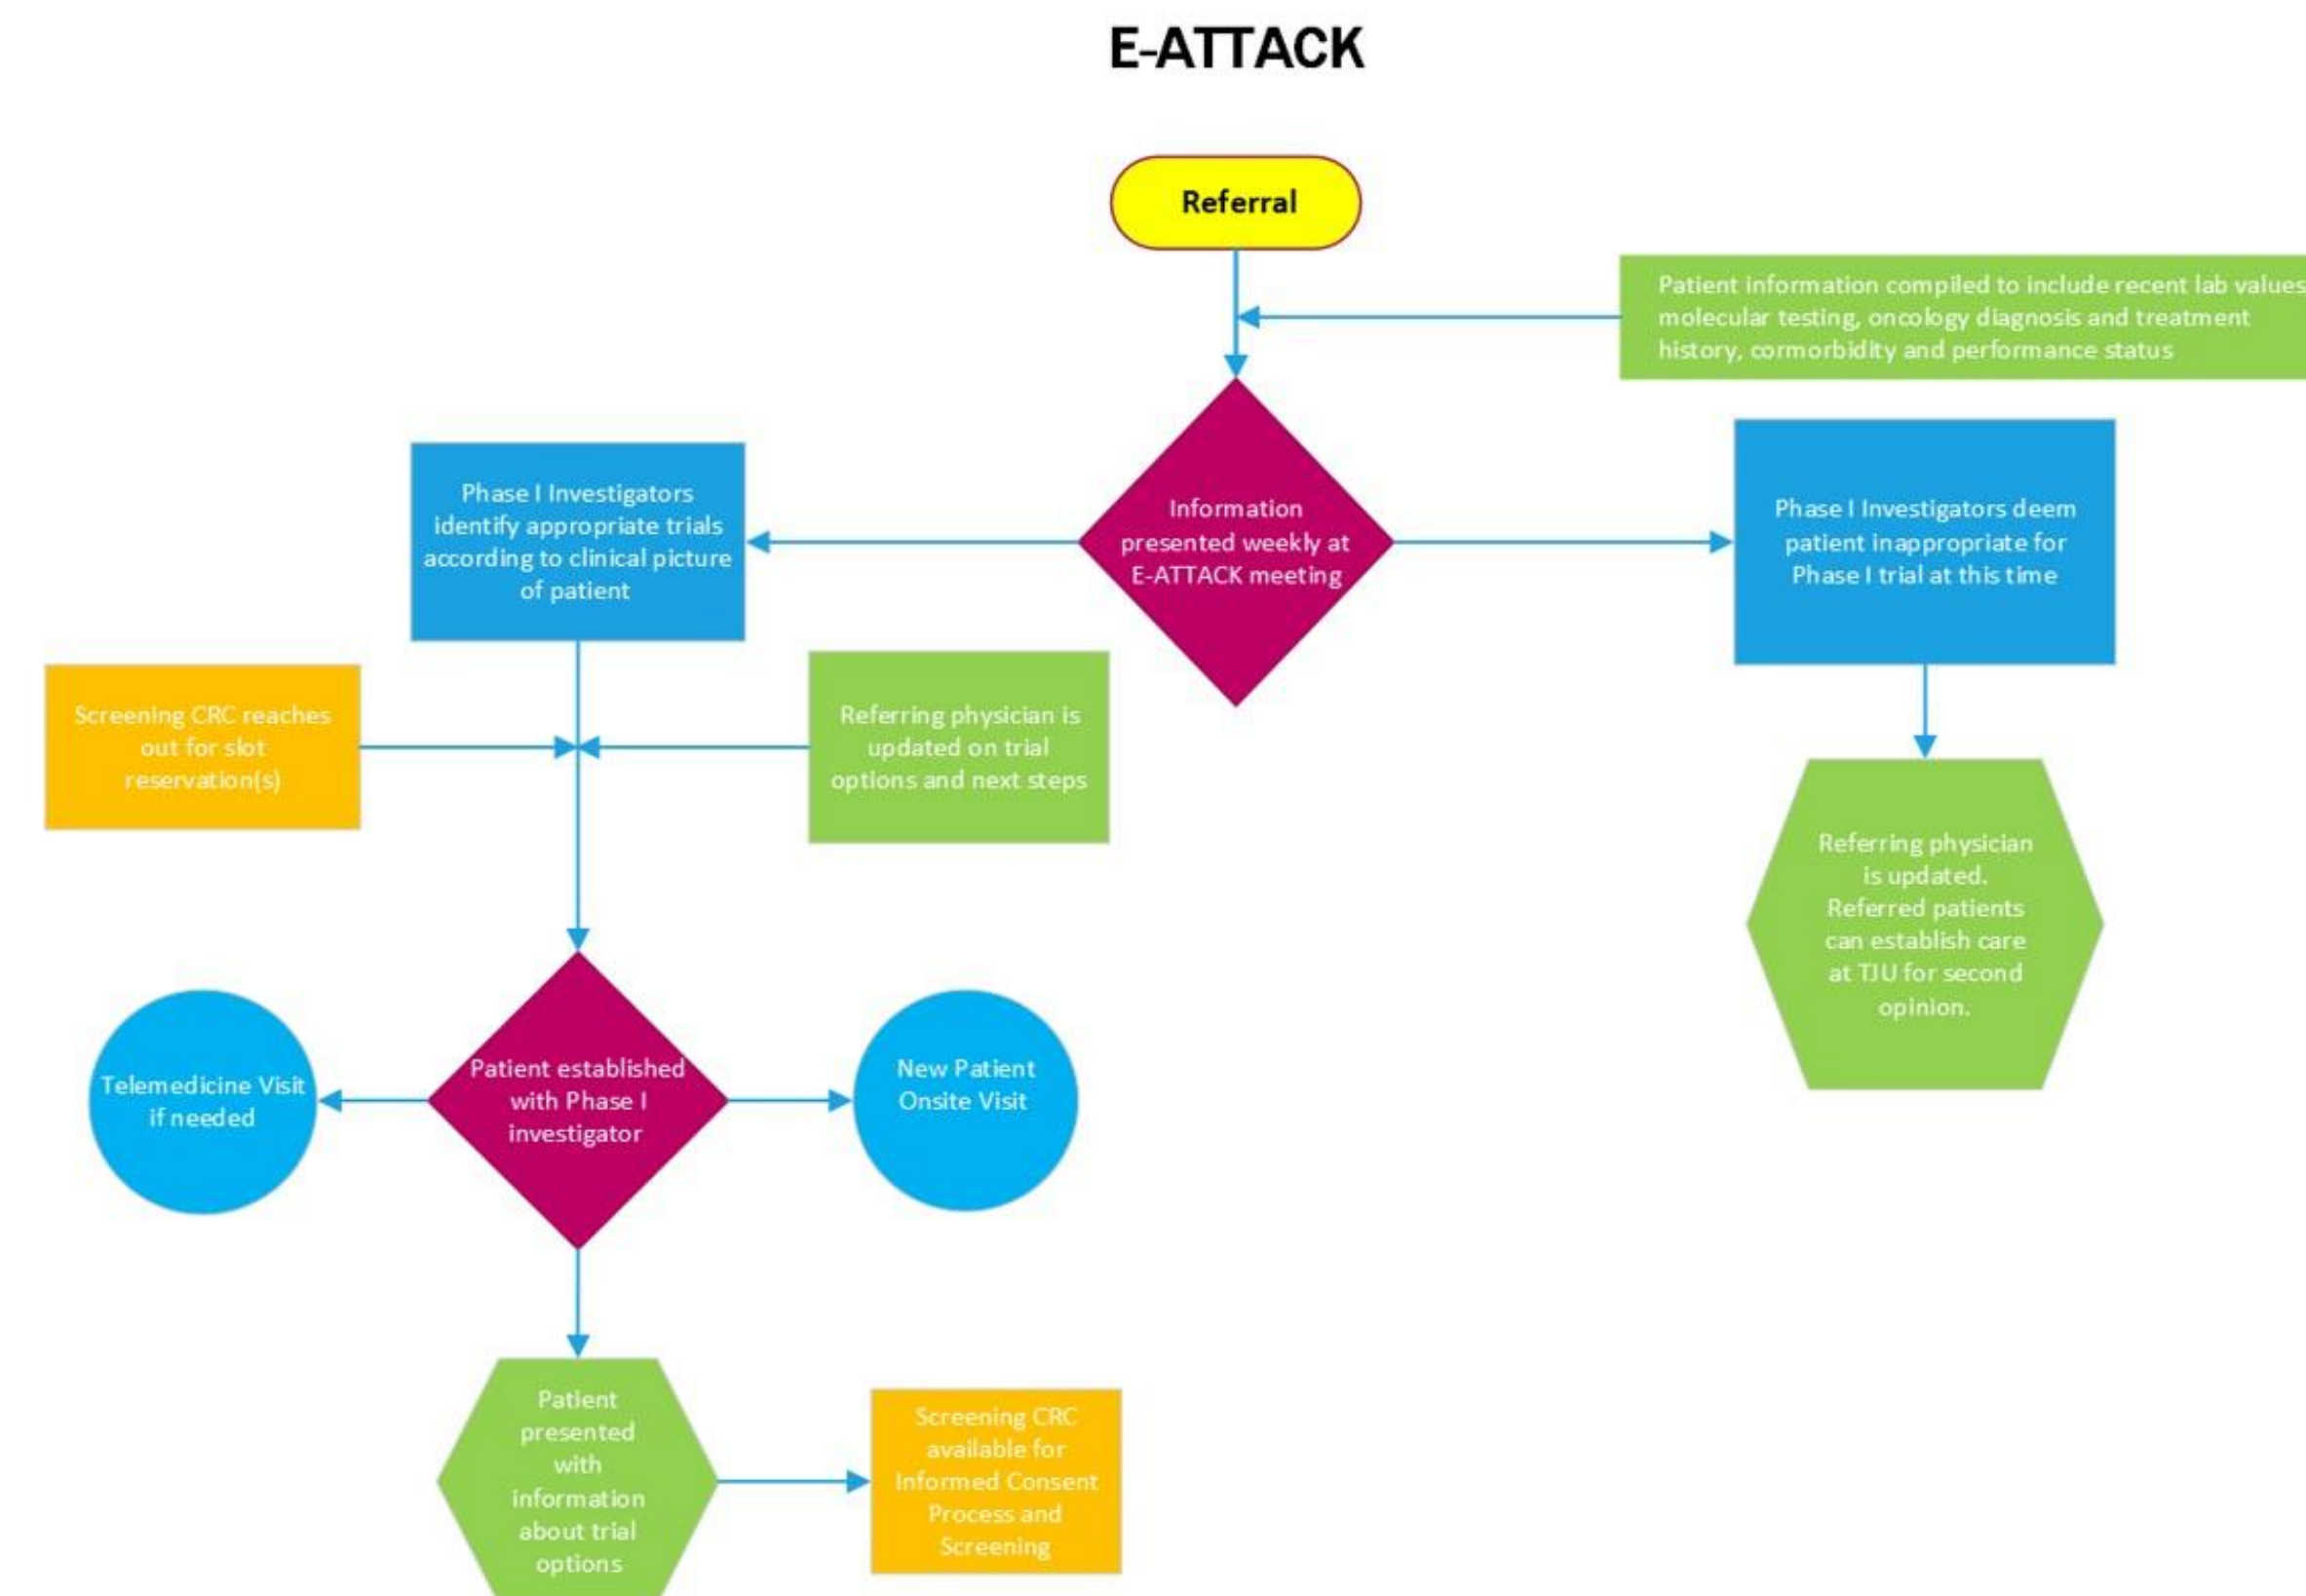 E-ATTACK
Referral
Patient information compiled to include recent lab values
molecular testing, oncology diagnosis and treatment
history, cormorbidity and performance status
Phase I Investigators
identify appropriate trials
according to clinical picture
of patient
Information
presented weekly at
E-ATTACK meeting
Phase I Investigators deem
patient inappropriate for
Phase I trial at this time
Screening CRC reaches
out for slot
reservation(s)
Referring physician is
updated on trial
options and next steps
Referring physician
is updated.
Referred patients
can establish care
at TJU for second
opinion.
Telemedicine Visit
if needed
Patient established
with Phase I
investigator
New Patient
Onsite Visit
Patient
presented
with
information
about trial
options
Screening CRC
available for
Informed Consent
Process and
Screening